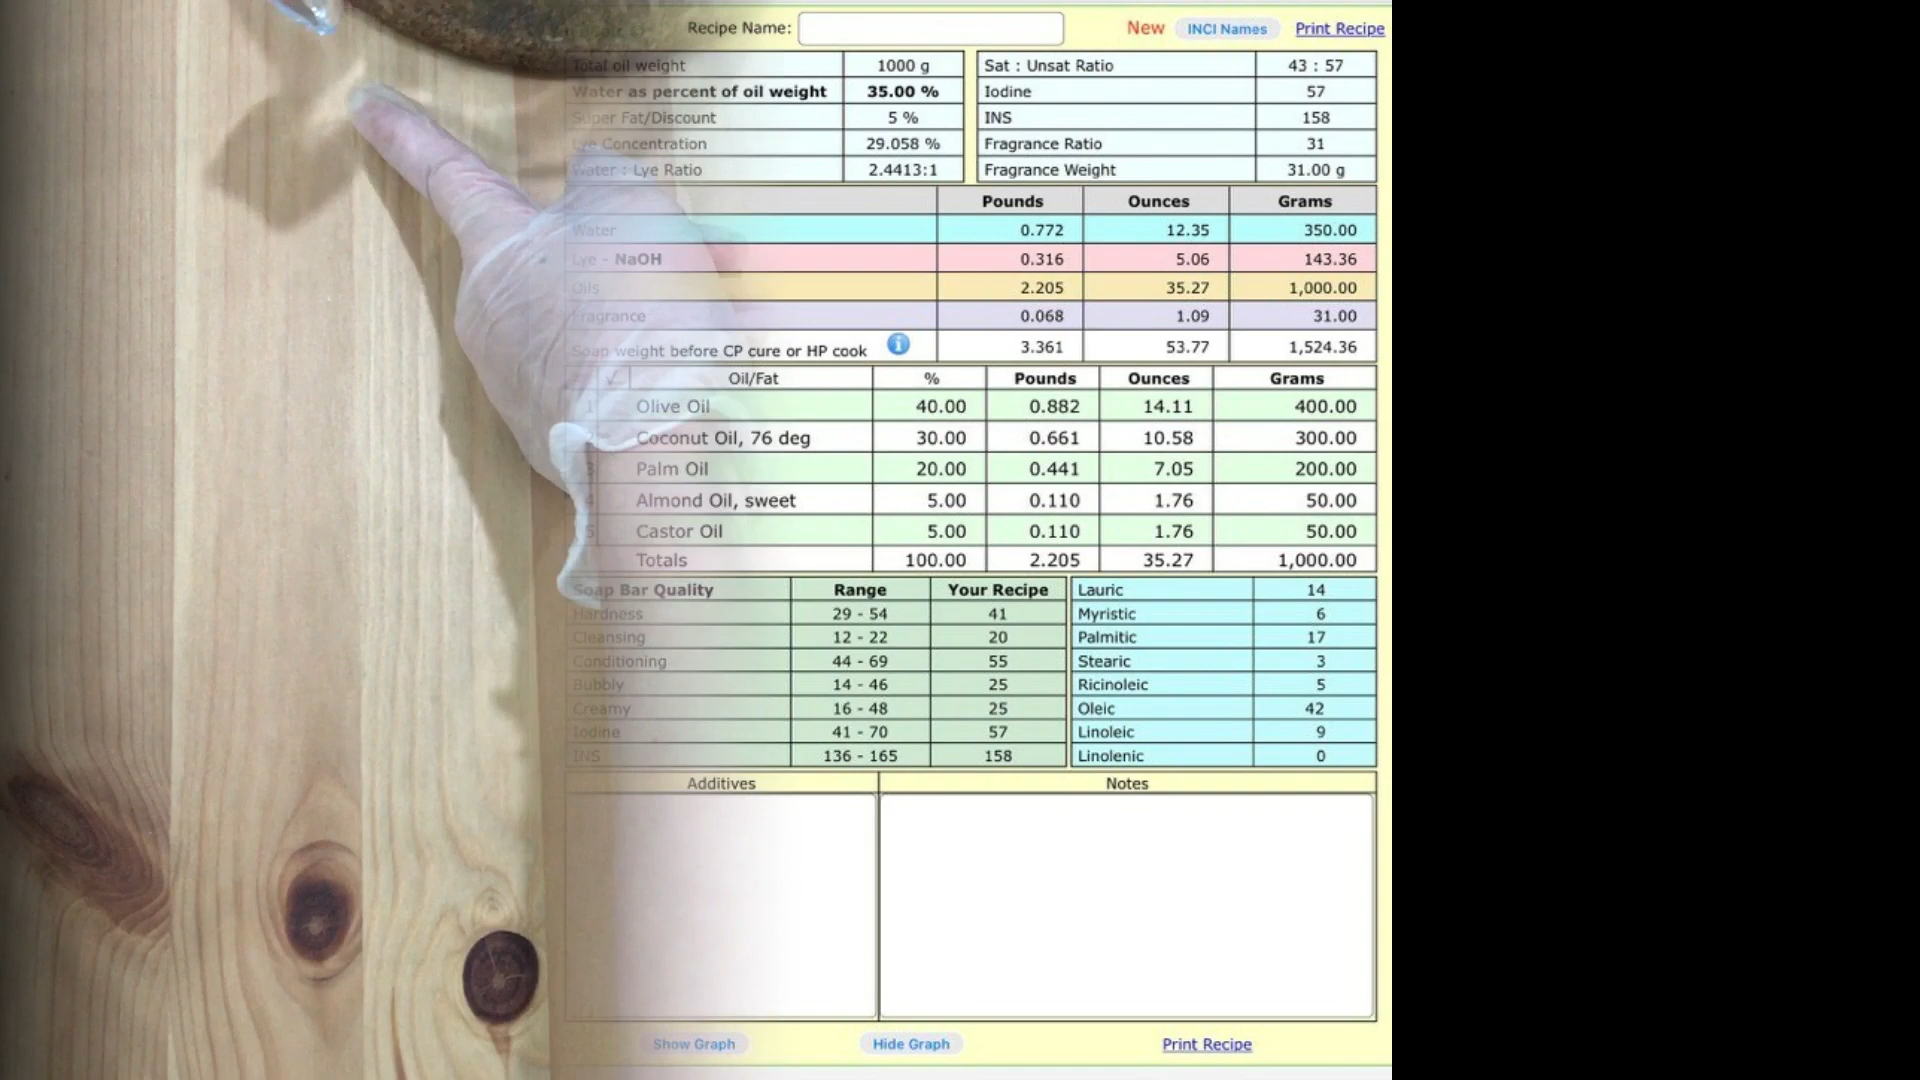 Recipe Name: New INCI Names Print Recipe
Total oil weight 1000 g Sat : Unsat Ratio 43 : 57
Water as percent of oil weight 35.00 % Iodine 57
Super Fat/Discount 5 % INS 158
Lye Concentration 29.058 % Fragrance Ratio 31
Water : Lye Ratio 2.4413:1 Fragrance Weight 31.00 g
Pounds Ounces Grams
Water 0.772 12.35 350.00
Lye - NaOH 0.316 5.06 143.36
Oils 2.205 35.27 1,000.00
Fragrance 0.068 1.09 31.00
Soap weight before CP cure or HP cook i 3.361 53.77 1,524.36
√ Oil/Fat % Pounds Ounces Grams
1 Olive Oil 40.00 0.882 14.11 400.00
Coconut Oil, 76 deg 30.00 0.661 10.58 300.00
3 Palm Oil 20.00 0.441 7.05 200.00
4 Almond Oil, sweet 5.00 0.110 1.76 50.00
5 Castor Oil 5.00 0.110 1.76 50.00
Totals 100.00 2.205 35.27 1,000.00
Soap Bar Quality Range Your Recipe Lauric 14
Hardness 29 - 54 41 Myristic 6
Cleansing 12 - 22 20 Palmitic 17
Conditioning 44 - 69 55 Stearic 3
Bubbly 14 - 46 25 Ricinoleic 5
Creamy 16 - 48 25 Oleic 42
Iodine 41 - 70 57 Linoleic 9
INS 136 - 165 158 Linolenic 0
Additives Notes
Show Graph Hide Graph Print Recipe